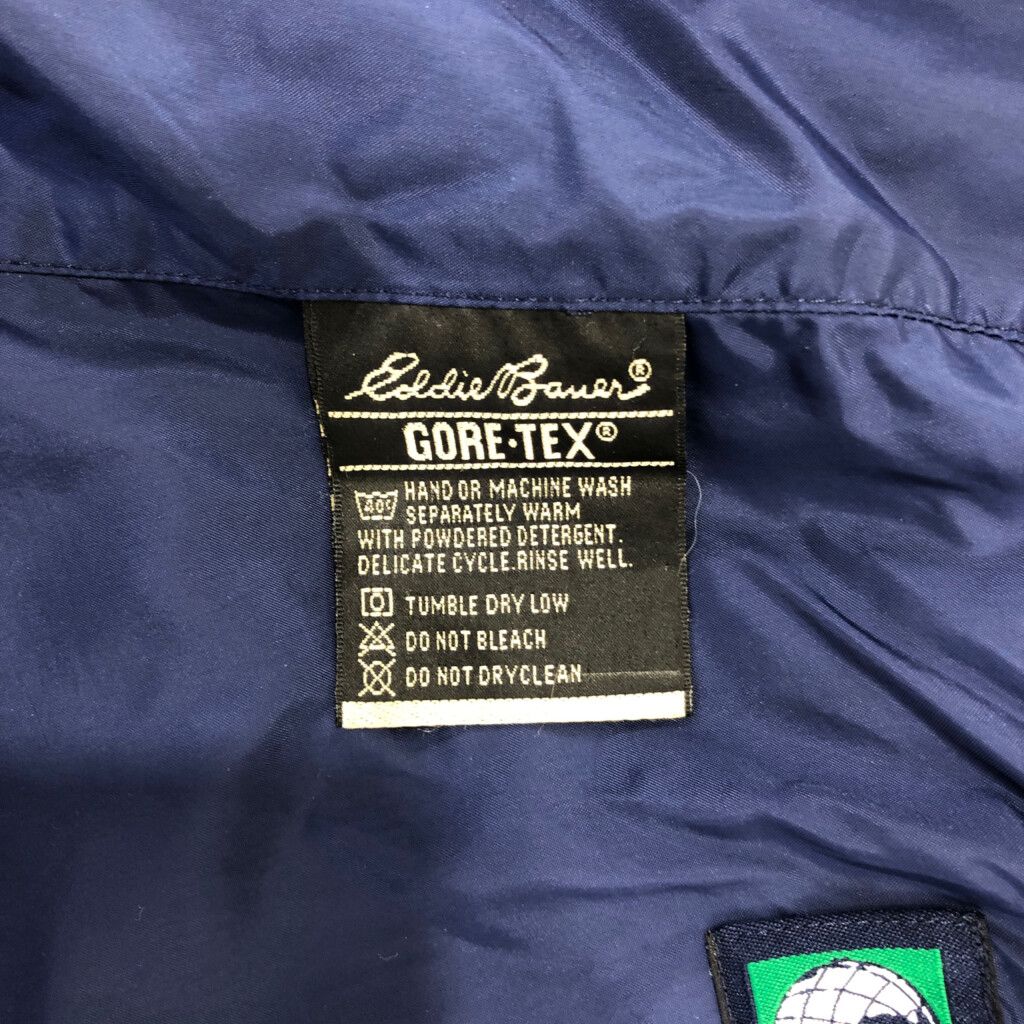 Eddie Bauer®
GORE·TEX®
40c HAND OR MACHINE WASH
SEPARATELY WARM
WITH POWDERED DETERGENT.
DELICATE CYCLE.RINSE WELL.
TUMBLE DRY LOW
DO NOT BLEACH
DO NOT DRYCLEAN